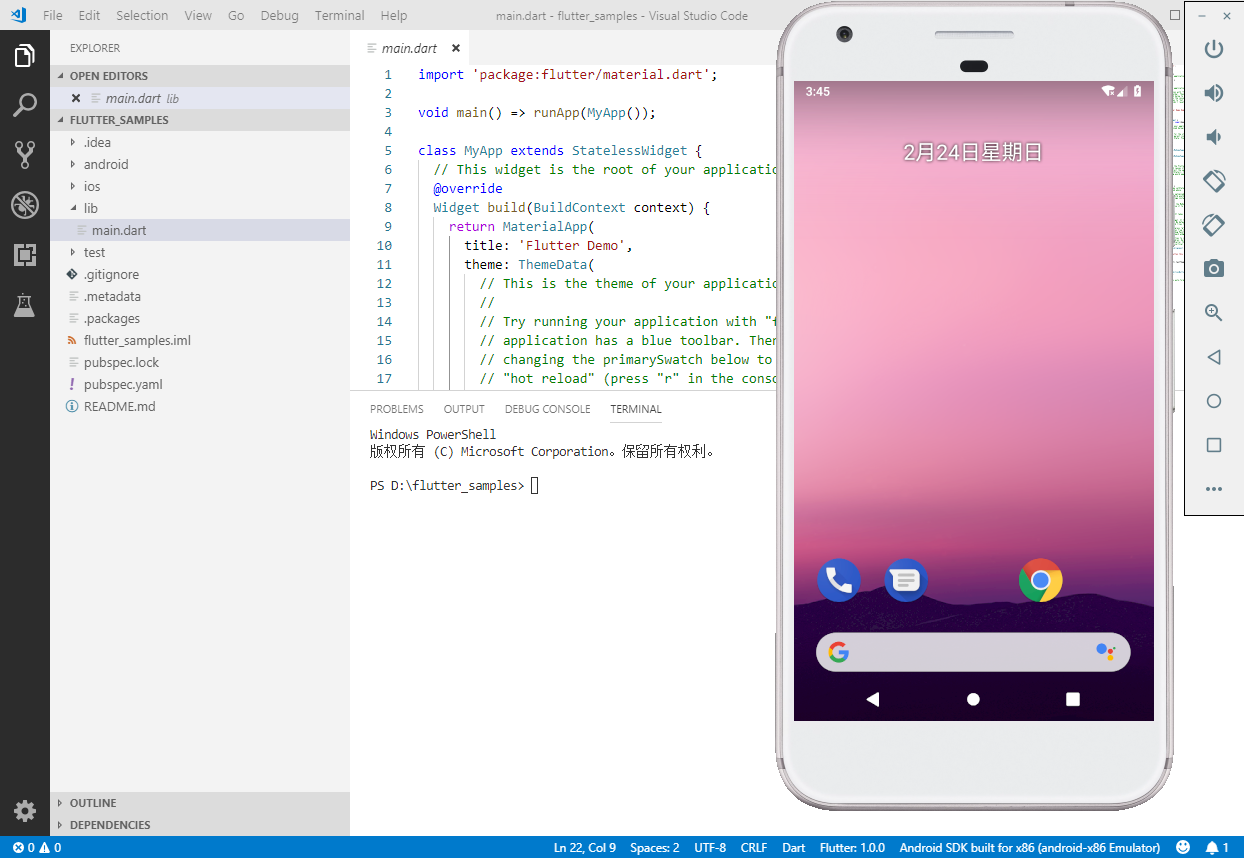 File Edit Selection View Go Debug Terminal Help
main.dart - flutter_samples - Visual Studio Code
EXPLORER
OPEN EDITORS
main.dart lib
FLUTTER_SAMPLES
.idea
android
ios
lib
main.dart
test
.gitignore
.metadata
.packages
flutter_samples.iml
pubspec.lock
pubspec.yaml
README.md
OUTLINE
DEPENDENCIES
main.dart
1 import 'package:flutter/material.dart';
2
3 void main() => runApp(MyApp());
4
5 class MyApp extends StatelessWidget {
6 // This widget is the root of your applicatio
7 @override
8 Widget build(BuildContext context) {
9 return MaterialApp(
10 title: 'Flutter Demo',
11 theme: ThemeData(
12 // This is the theme of your applicatio
13 //
14 // Try running your application with "f
15 // application has a blue toolbar. Then
16 // changing the primarySwatch below to
17 // "hot reload" (press "r" in the conso
PROBLEMS OUTPUT DEBUG CONSOLE TERMINAL
Windows PowerShell
版权所有 (C) Microsoft Corporation。保留所有权利。
PS D:\flutter_samples>
3:45
2月24日星期日
0 0
Ln 22, Col 9 Spaces: 2 UTF-8 CRLF Dart Flutter: 1.0.0 Android SDK built for x86 (android-x86 Emulator) 1